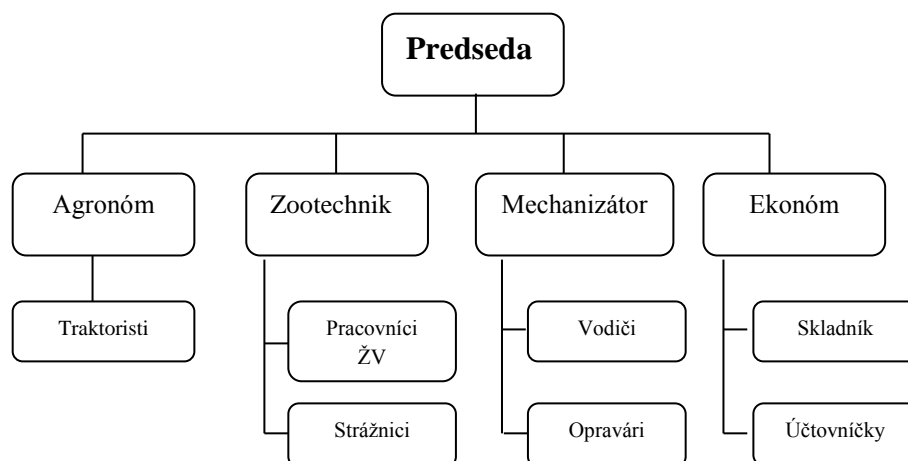 Predseda
Agronóm
Zootechnik
Mechanizátor
Ekonóm
Traktoristi
Pracovníci
ŽV
Vodiči
Skladník
Strážnici
Opravári
Účtovníčky